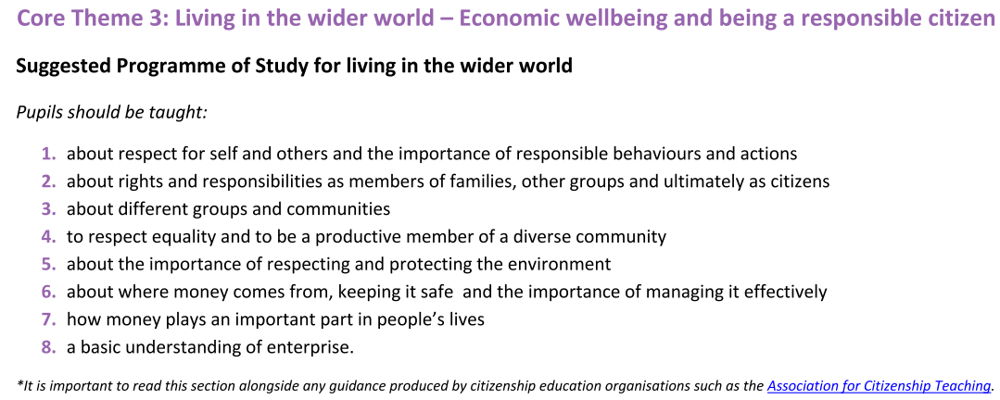 Core Theme 3: Living in the wider world – Economic wellbeing and being a responsible citizen
Suggested Programme of Study for living in the wider world
Pupils should be taught:
1. about respect for self and others and the importance of responsible behaviours and actions
2. about rights and responsibilities as members of families, other groups and ultimately as citizens
3. about different groups and communities
4. to respect equality and to be a productive member of a diverse community
5. about the importance of respecting and protecting the environment
6. about where money comes from, keeping it safe  and the importance of managing it effectively
7. how money plays an important part in people’s lives
8. a basic understanding of enterprise.
*It is important to read this section alongside any guidance produced by citizenship education organisations such as the Association for Citizenship Teaching.